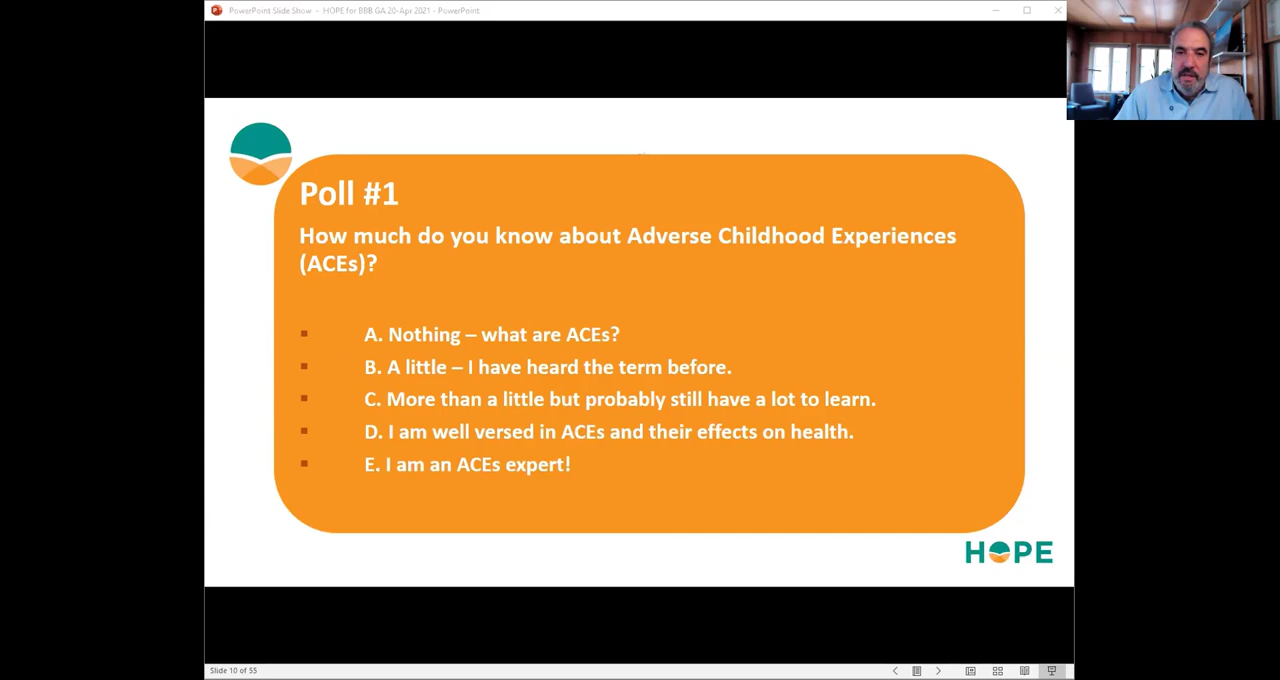 PowerPoint Slide Show - HOPE for BBB GA 20-Apr 2021 - PowerPoint
Poll #1
How much do you know about Adverse Childhood Experiences
(ACEs)?
A. Nothing – what are ACEs?
B. A little – I have heard the term before.
C. More than a little but probably still have a lot to learn.
D. I am well versed in ACEs and their effects on health.
E. I am an ACEs expert!
HOPE
Slide 10 of 55